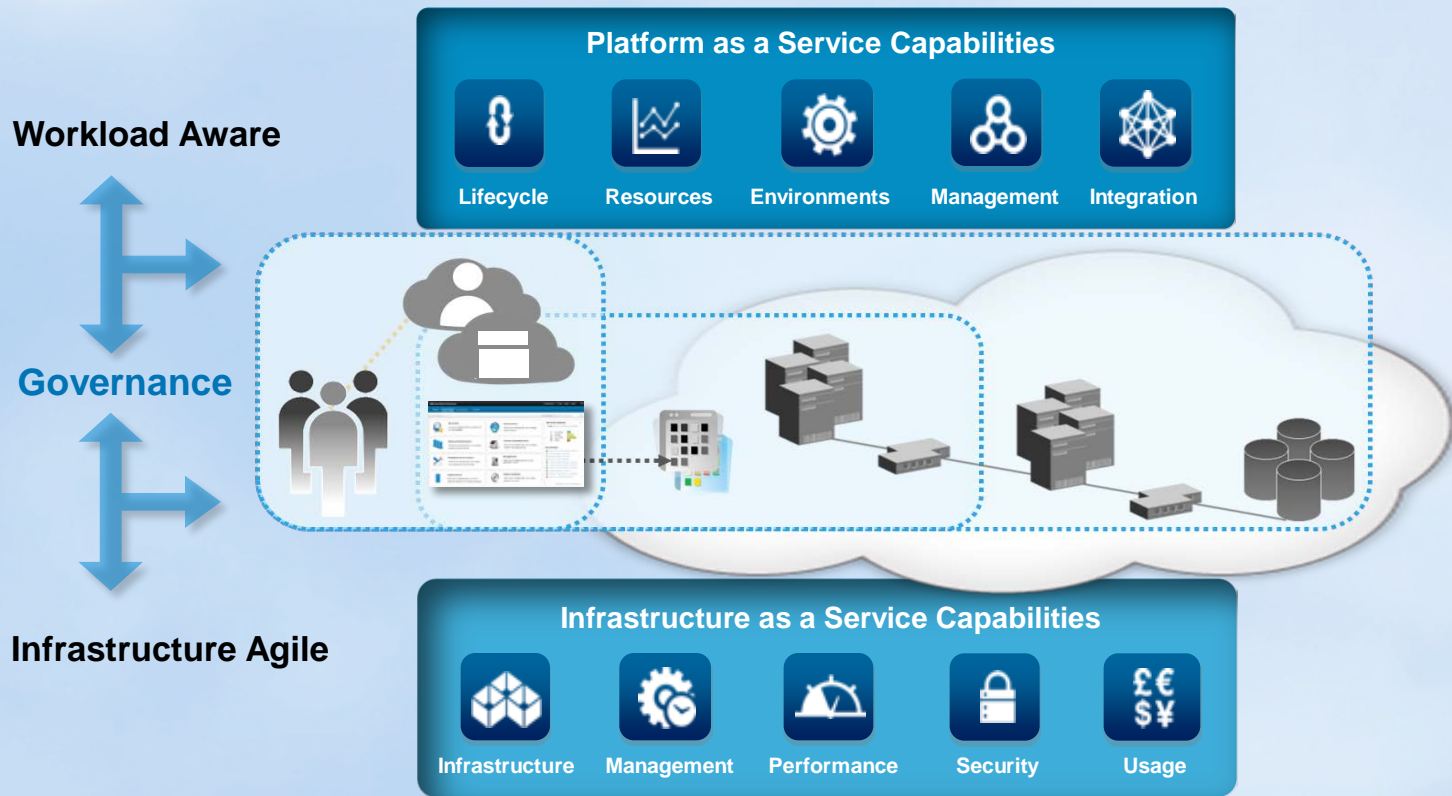 Platform as a Service Capabilities
Lifecycle
Resources
Environments
Management
Integration
Workload Aware
Governance
Infrastructure Agile
Infrastructure as a Service Capabilities
£€
$¥
Infrastructure
Management
Performance
Security
Usage